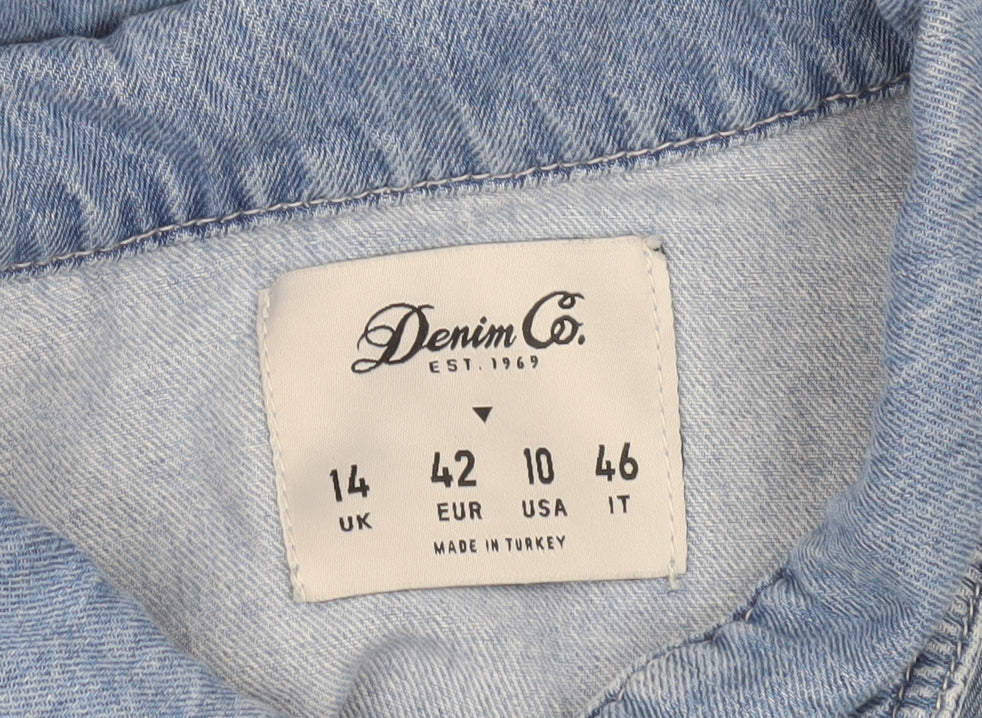 Denim Co.
EST. 1969
14 42 10 46
UK EUR USA IT
MADE IN TURKEY